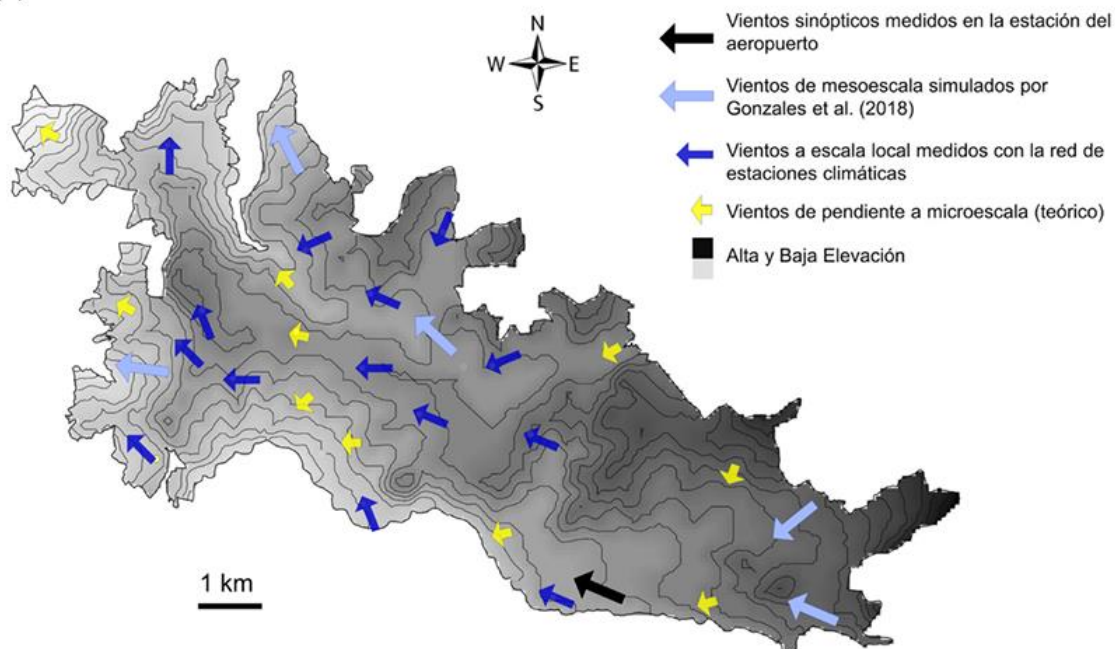 N
W E
S
Vientos sinópticos medidos en la estación del
aeropuerto
Vientos de mesoescala simulados por
Gonzales et al. (2018)
Vientos a escala local medidos con la red de
estaciones climáticas
Vientos de pendiente a microescala (teórico)
Alta y Baja Elevación
1 km